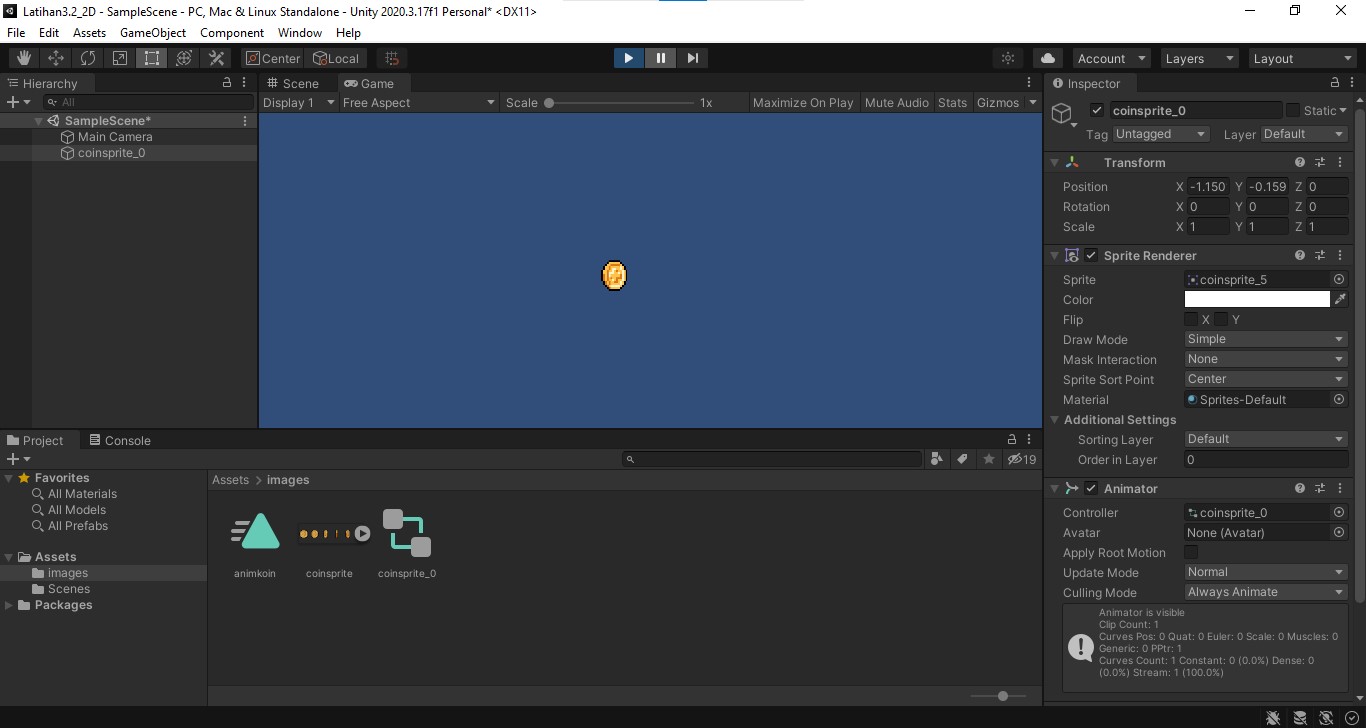 Latihan3.2_2D - SampleScene - PC, Mac & Linux Standalone - Unity 2020.3.17f1 Personal* <DX11>
File Edit Assets GameObject Component Window Help
Center Local Account Layers Layout
Hierarchy
All
SampleScene*
Main Camera
coinsprite_0
Scene Game
Display 1 Free Aspect Scale 1x Maximize On Play Mute Audio Stats Gizmos
Inspector
coinsprite_0 Static
Tag Untagged Layer Default
Transform
Position X -1.150 Y -0.159 Z 0
Rotation X 0 Y 0 Z 0
Scale X 1 Y 1 Z 1
Sprite Renderer
Sprite coinsprite_5
Color
Flip X Y
Draw Mode Simple
Mask Interaction None
Sprite Sort Point Center
Material Sprites-Default
Additional Settings
Sorting Layer Default
Order in Layer 0
Animator
Controller coinsprite_0
Avatar None (Avatar)
Apply Root Motion
Update Mode Normal
Culling Mode Always Animate
Animator is visible
Clip Count: 1
Curves Pos: 0 Quat: 0 Euler: 0 Scale: 0 Muscles: 0
Generic: 0 PPtr: 1
Curves Count: 1 Constant: 0 (0.0%) Dense: 0
(0.0%) Stream: 1 (100.0%)
Project Console
19
Favorites
All Materials
All Models
All Prefabs
Assets
images
Scenes
Packages
Assets > images
animkoin coinsprite coinsprite_0